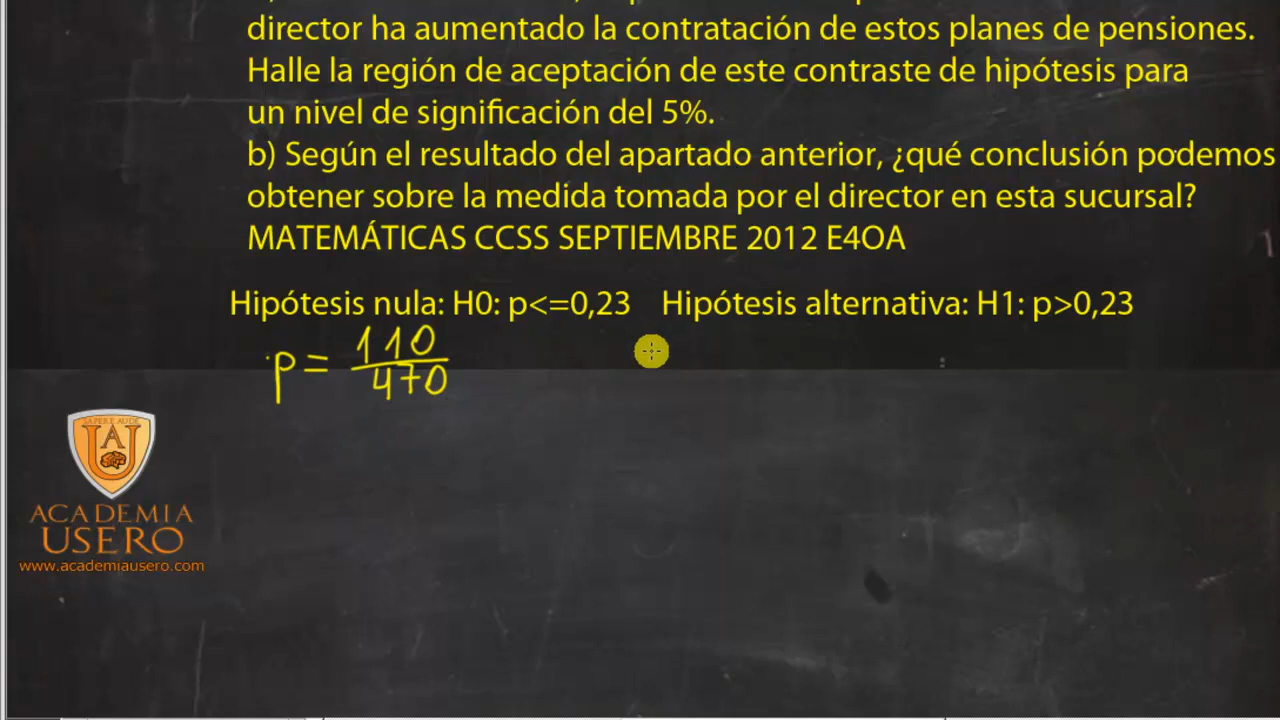 director ha aumentado la contratación de estos planes de pensiones.
Halle la región de aceptación de este contraste de hipótesis para
un nivel de significación del 5%.
b) Según el resultado del apartado anterior, ¿qué conclusión podemos
obtener sobre la medida tomada por el director en esta sucursal?
MATEMÁTICAS CCSS SEPTIEMBRE 2012 E4OA
Hipótesis nula: H0: p<=0,23 Hipótesis alternativa: H1: p>0,23
p = 110
470
SAPERE AUDE
UA
ACADEMIA
USERO
www.academiausero.com